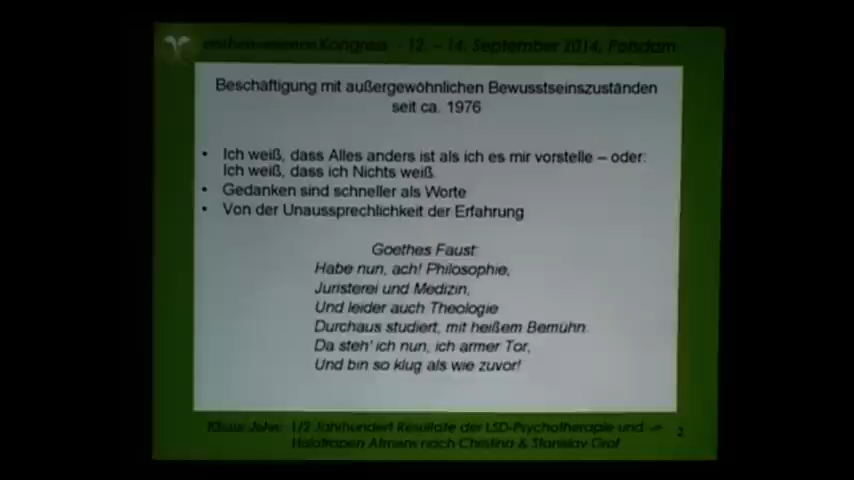 Kongress - 12. – 14. September 2014, Potsdam
Beschäftigung mit außergewöhnlichen Bewusstseinszuständen
seit ca. 1976
• Ich weiß, dass Alles anders ist als ich es mir vorstelle – oder:
Ich weiß, dass ich Nichts weiß
• Gedanken sind schneller als Worte
• Von der Unaussprechlichkeit der Erfahrung
Goethes Faust:
Habe nun, ach! Philosophie,
Juristerei und Medizin,
Und leider auch Theologie
Durchaus studiert, mit heißem Bemühn.
Da steh' ich nun, ich armer Tor,
Und bin so klug als wie zuvor!
Klaus John: 1/2 Jahrhundert Resultate der LSD-Psychotherapie und
Holotropen Atmens nach Christina & Stanislav Grof
2